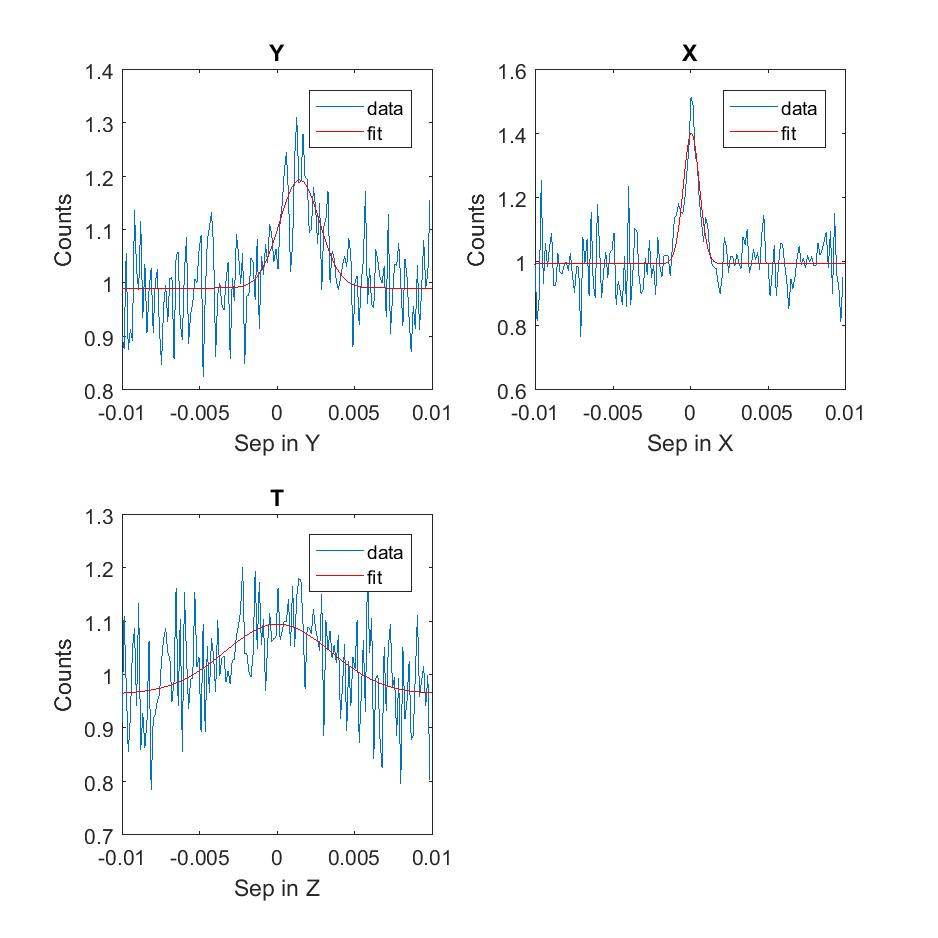 Y
1.4
1.3
1.2
1.1
1
0.9
0.8
Counts
data
fit
-0.01 -0.005 0 0.005 0.01
Sep in Y
X
1.6
1.4
1.2
1
0.8
0.6
Counts
data
fit
-0.01 -0.005 0 0.005 0.01
Sep in X
T
1.3
1.2
1.1
1
0.9
0.8
0.7
Counts
data
fit
-0.01 -0.005 0 0.005 0.01
Sep in Z